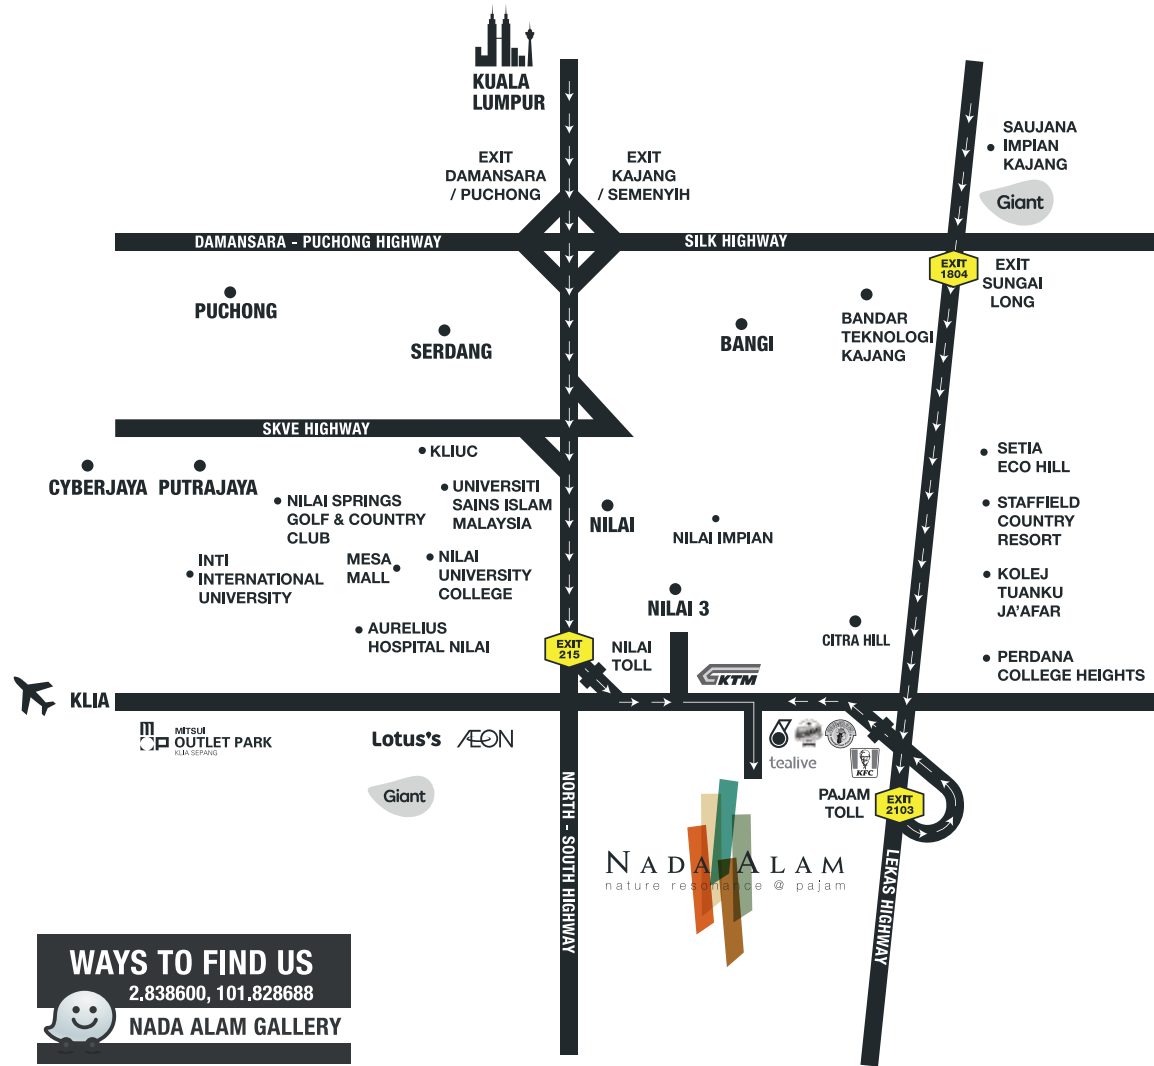 KUALA
LUMPUR
EXIT
DAMANSARA
/ PUCHONG
EXIT
KAJANG
/ SEMENYIH
SAUJANA
IMPIAN
KAJANG
Giant
DAMANSARA - PUCHONG HIGHWAY
SILK HIGHWAY
EXIT
1804
EXIT
SUNGAI
LONG
PUCHONG
SERDANG
BANGI
BANDAR
TEKNOLOGI
KAJANG
SKVE HIGHWAY
KLIUC
CYBERJAYA
PUTRAJAYA
NILAI SPRINGS
GOLF & COUNTRY
CLUB
UNIVERSITI
SAINS ISLAM
MALAYSIA
NILAI
NILAI IMPIAN
SETIA
ECO HILL
STAFFIELD
COUNTRY
RESORT
INTI
INTERNATIONAL
UNIVERSITY
MESA
MALL
NILAI
UNIVERSITY
COLLEGE
NILAI 3
KOLEJ
TUANKU
JA'AFAR
AURELIUS
HOSPITAL NILAI
EXIT
215
NILAI
TOLL
CITRA HILL
PERDANA
COLLEGE HEIGHTS
KTM
KLIA
mop
MITSUI
OUTLET PARK
KLIA SEPANG
Lotus's
ÆON
tealive
KFC
Giant
PAJAM
TOLL
EXIT
2103
NORTH - SOUTH HIGHWAY
LEKAS HIGHWAY
NADA ALAM
nature resonance @ pajam
WAYS TO FIND US
2.838600, 101.828688
NADA ALAM GALLERY